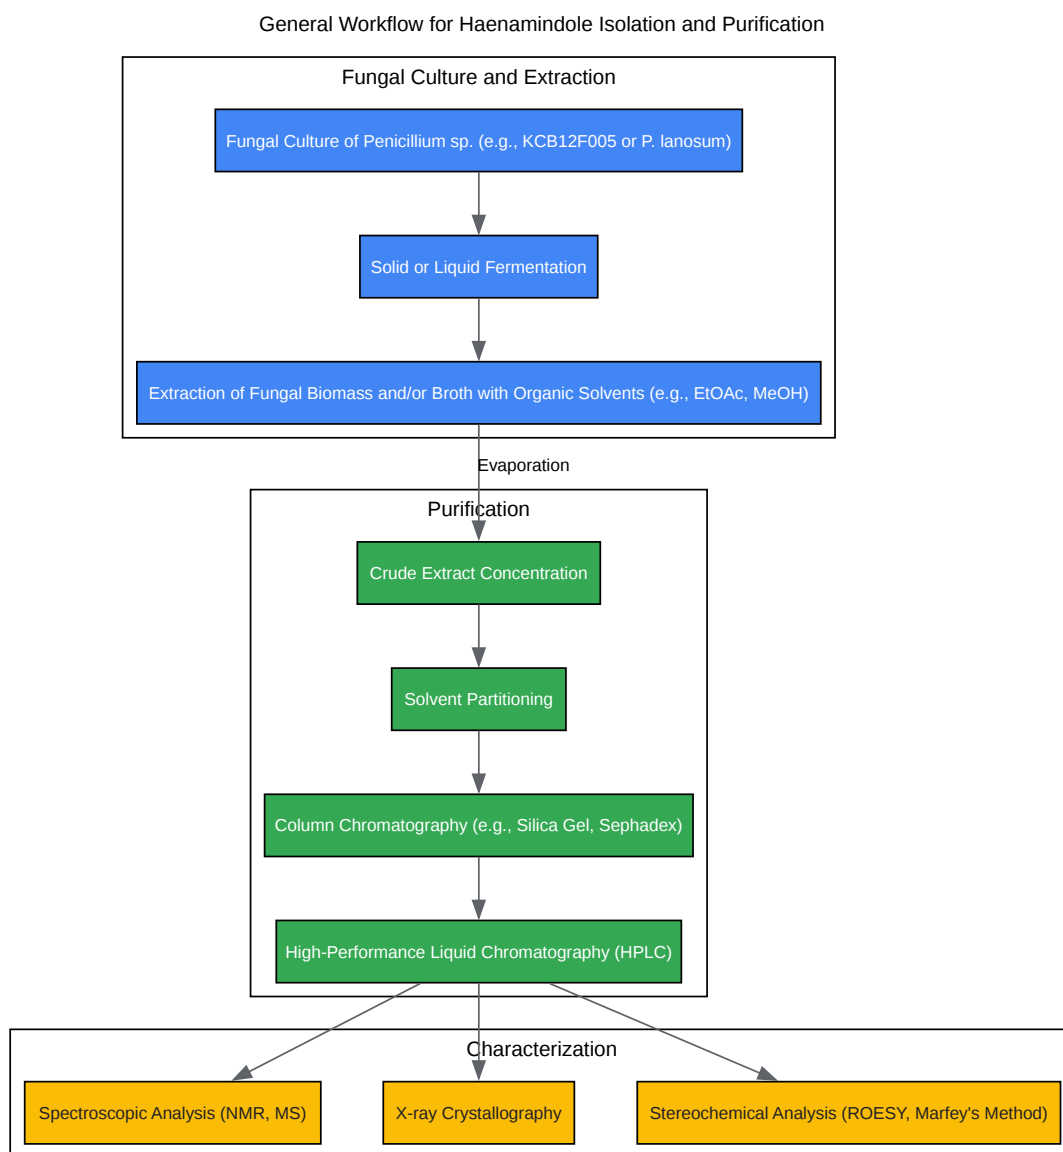 General Workflow for Haenamindole Isolation and Purification
Fungal Culture and Extraction
Fungal Culture of Penicillium sp. (e.g., KCB12F005 or P. lanosum)
Solid or Liquid Fermentation
Extraction of Fungal Biomass and/or Broth with Organic Solvents (e.g., EtOAc, MeOH)
Evaporation
Purification
Crude Extract Concentration
Solvent Partitioning
Column Chromatography (e.g., Silica Gel, Sephadex)
High-Performance Liquid Chromatography (HPLC)
Characterization
Spectroscopic Analysis (NMR, MS)
X-ray Crystallography
Stereochemical Analysis (ROESY, Marfey's Method)